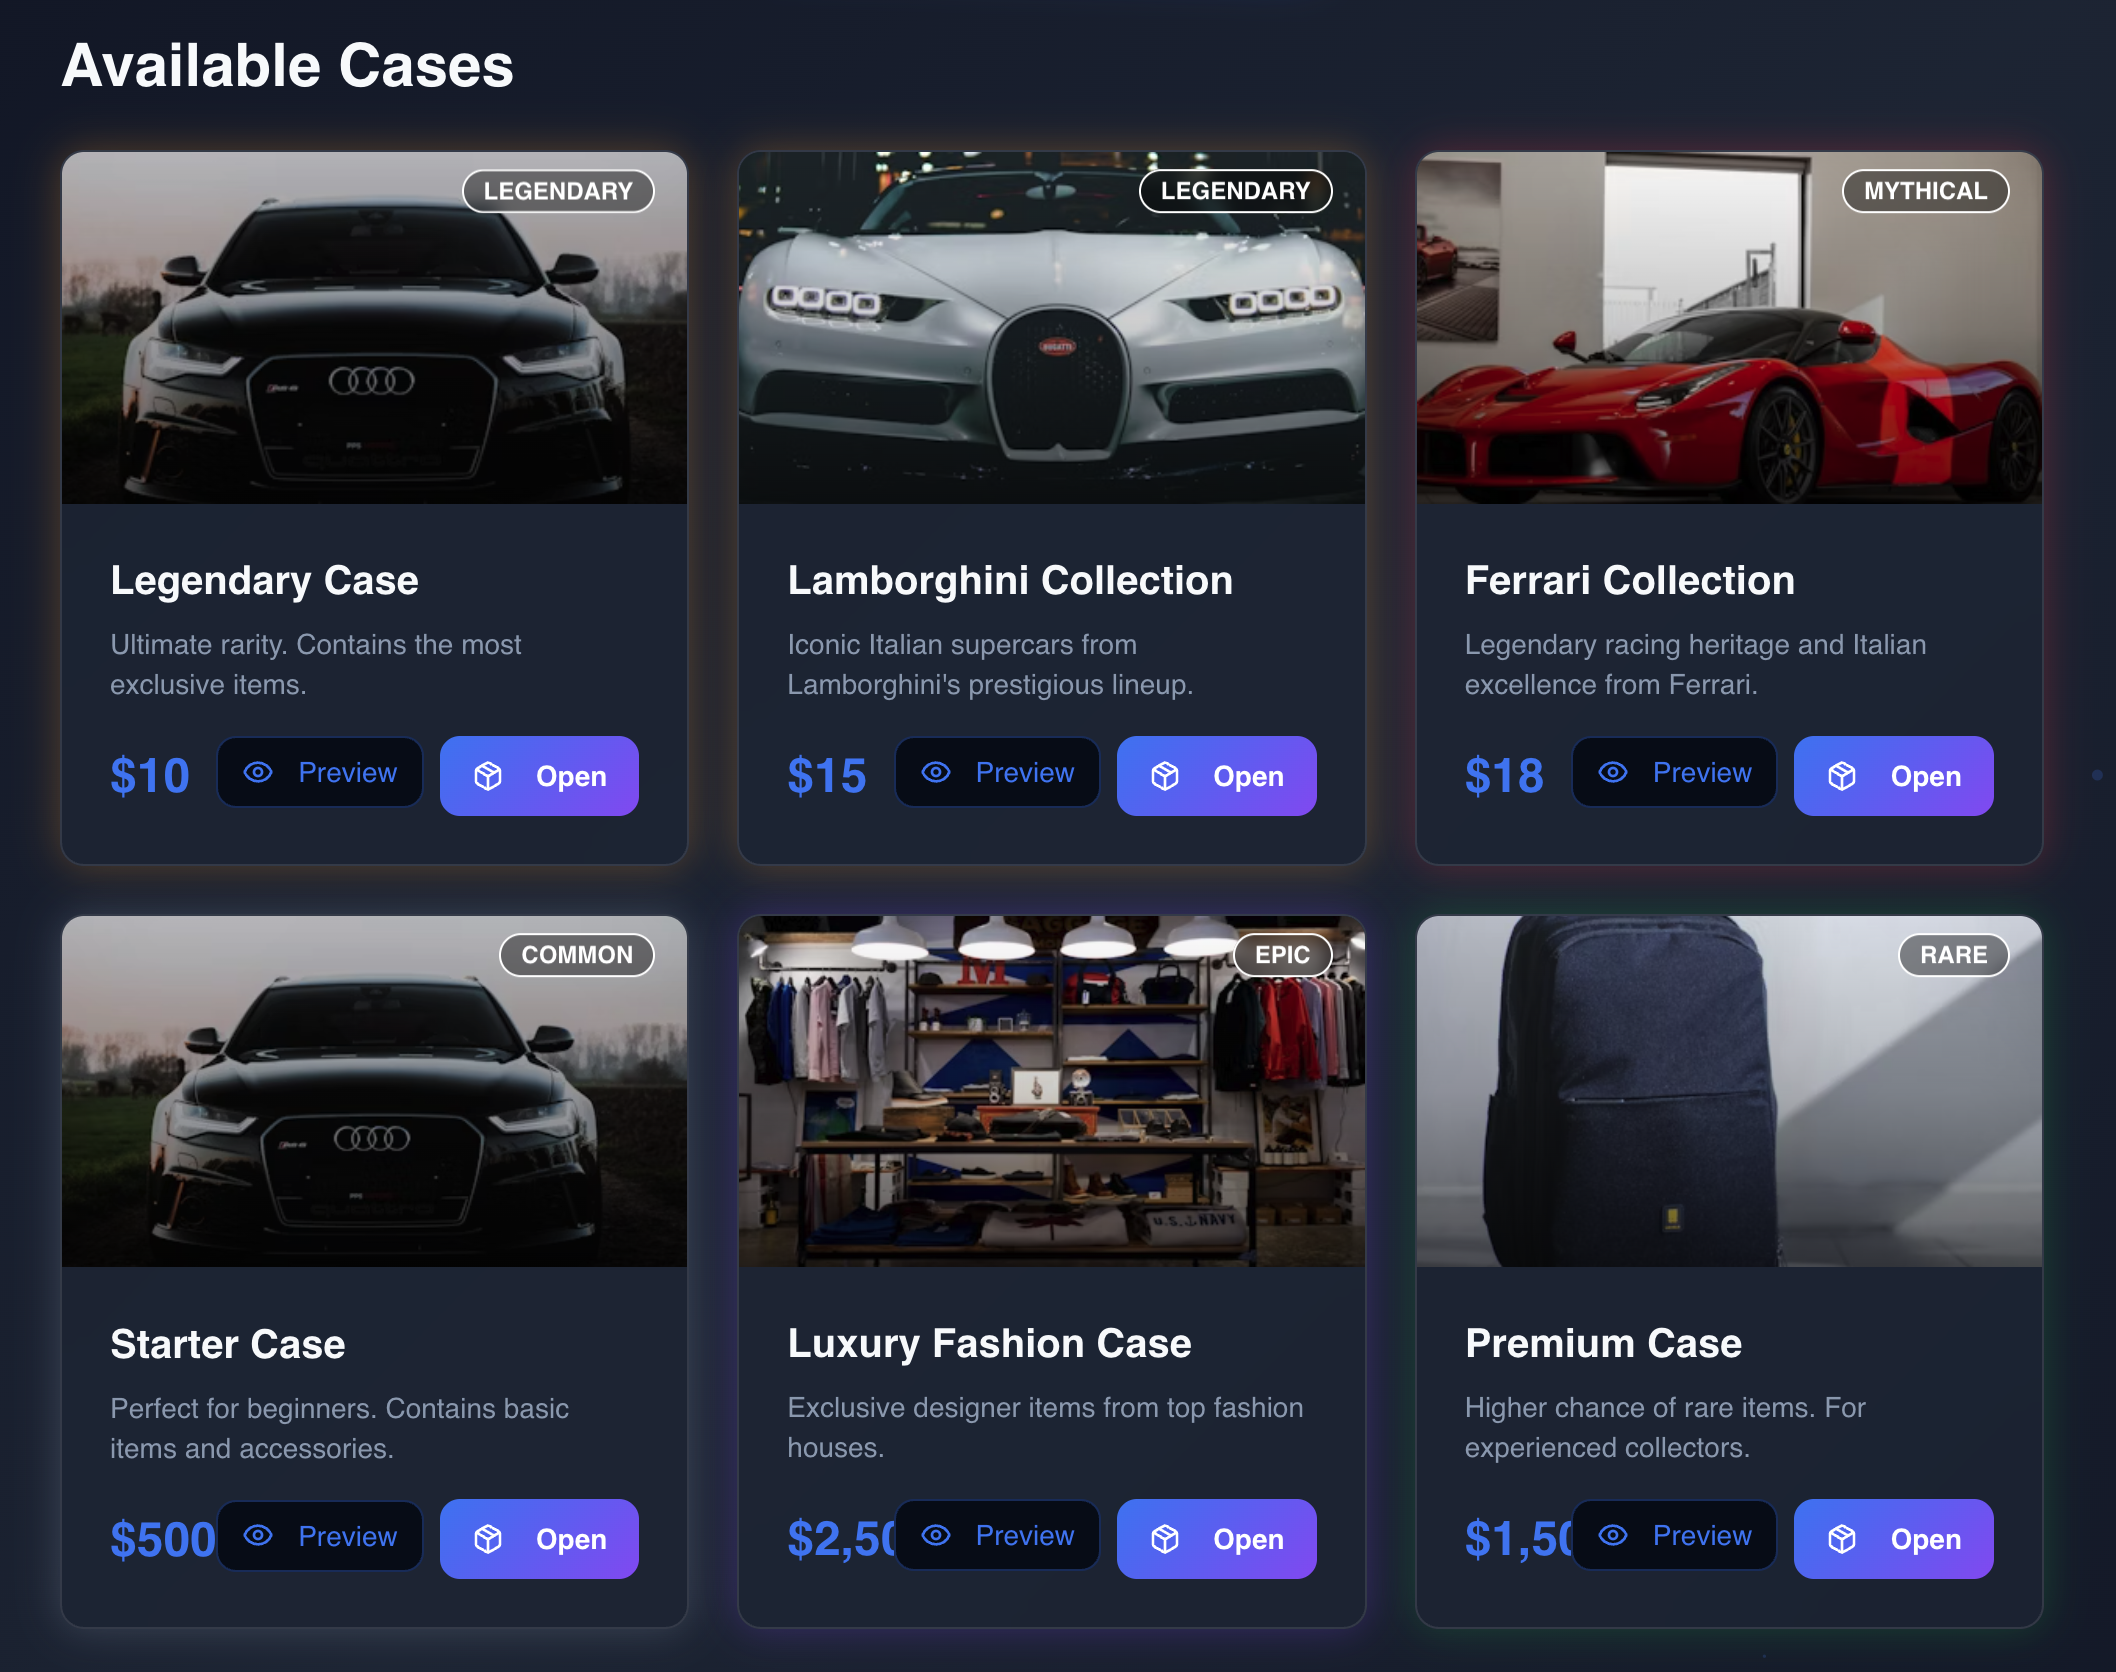 Available Cases
LEGENDARY
LEGENDARY
BUGATTI
MYTHICAL
Legendary Case
Ultimate rarity. Contains the most
exclusive items.
$10
Preview
Open
Lamborghini Collection
Iconic Italian supercars from
Lamborghini's prestigious lineup.
$15
Preview
Open
Ferrari Collection
Legendary racing heritage and Italian
excellence from Ferrari.
$18
Preview
Open
COMMON
EPIC
M
U.S. NAVY
RARE
Starter Case
Perfect for beginners. Contains basic
items and accessories.
$500
Preview
Open
Luxury Fashion Case
Exclusive designer items from top fashion
houses.
$2,50
Preview
Open
Premium Case
Higher chance of rare items. For
experienced collectors.
$1,50
Preview
Open